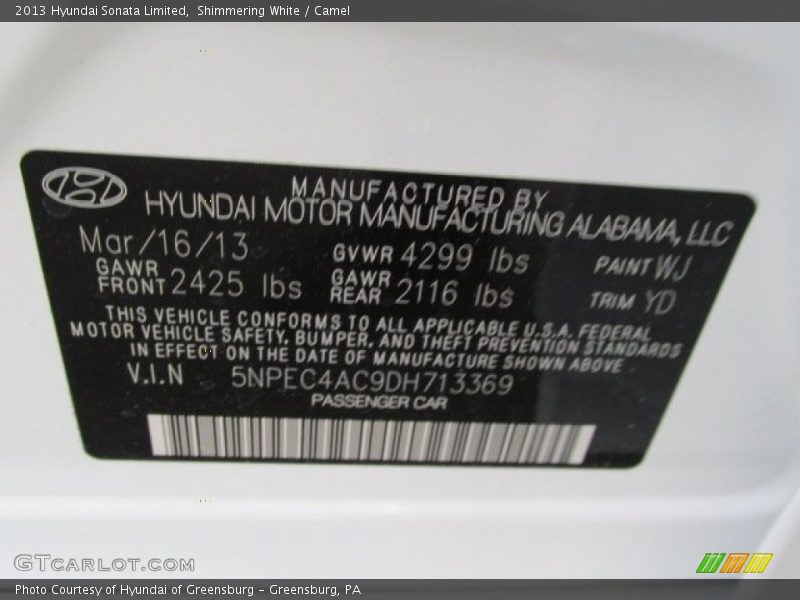 2013 Hyundai Sonata Limited, Shimmering White / Camel
MANUFACTURED BY
HYUNDAI MOTOR MANUFACTURING ALABAMA, LLC
Mar/16/13 GVWR 4299 lbs PAINT WJ
GAWR FRONT 2425 lbs GAWR REAR 2116 lbs TRIM YD
THIS VEHICLE CONFORMS TO ALL APPLICABLE U.S.A. FEDERAL
MOTOR VEHICLE SAFETY, BUMPER, AND THEFT PREVENTION STANDARDS
IN EFFECT ON THE DATE OF MANUFACTURE SHOWN ABOVE
V.I.N 5NPEC4AC9DH713369
PASSENGER CAR
GTCARLOT.COM
Photo Courtesy of Hyundai of Greensburg - Greensburg, PA